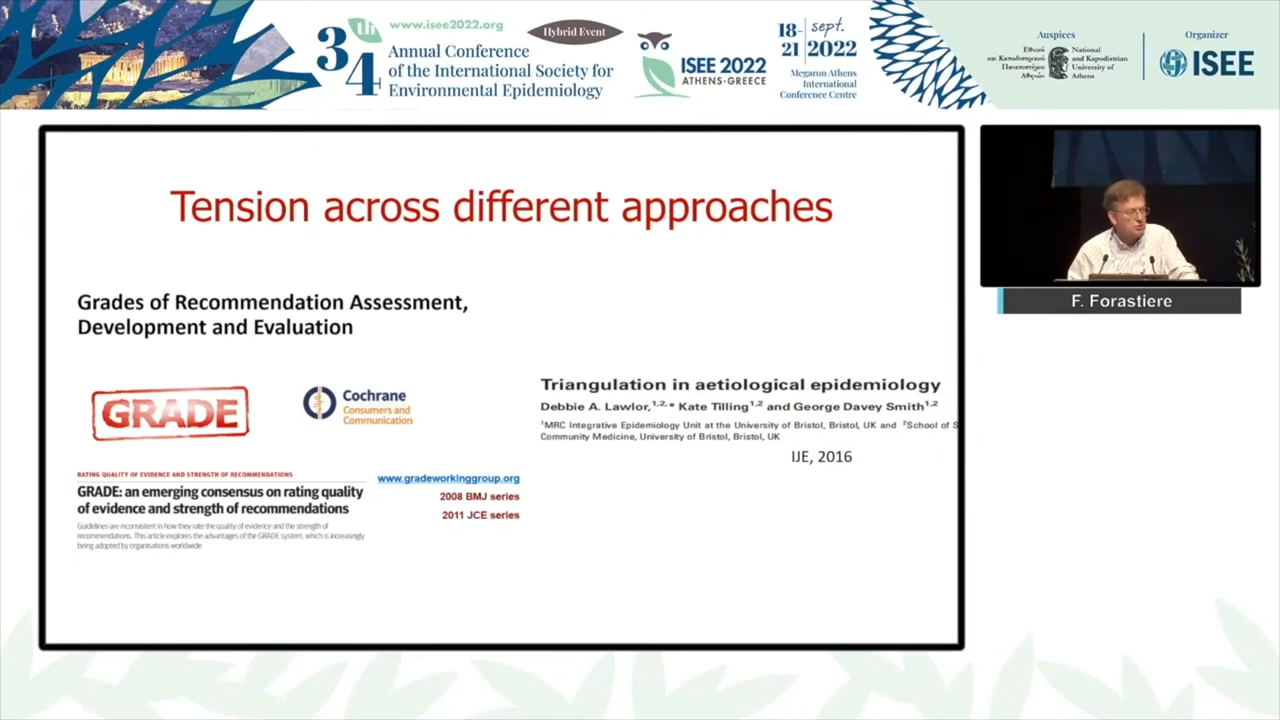 34th
www.isee2022.org
Hybrid Event
Annual Conference
of the International Society for
Environmental Epidemiology
ISEE 2022
ATHENS-GREECE
18-21 sept. 2022
Megaron Athens
International
Conference Centre
Auspices
Εθνικόν
και Καποδιστριακόν
Πανεπιστήμιον
Αθηνών
National
and Kapodistrian
University of
Athens
Organizer
ISEE
Tension across different approaches
Grades of Recommendation Assessment,
Development and Evaluation
GRADE
Cochrane
Consumers and
Communication
RATING QUALITY OF EVIDENCE AND STRENGTH OF RECOMMENDATIONS
GRADE: an emerging consensus on rating quality
of evidence and strength of recommendations
Guidelines are inconsistent in how they rate the quality of evidence and the strength of
recommendations. This article explores the advantages of the GRADE system, which is increasingly
being adopted by organisations worldwide
www.gradeworkinggroup.org
2008 BMJ series
2011 JCE series
Triangulation in aetiological epidemiology
Debbie A. Lawlor,1,2,* Kate Tilling1,2 and George Davey Smith1,2
1MRC Integrative Epidemiology Unit at the University of Bristol, Bristol, UK and 2School of S
Community Medicine, University of Bristol, Bristol, UK
IJE, 2016
F. Forastiere